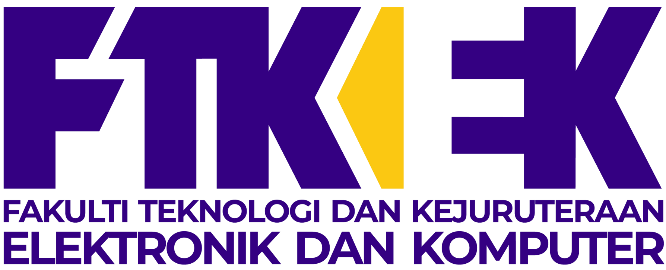 FTKEK
FAKULTI TEKNOLOGI DAN KEJURUTERAAN
ELEKTRONIK DAN KOMPUTER